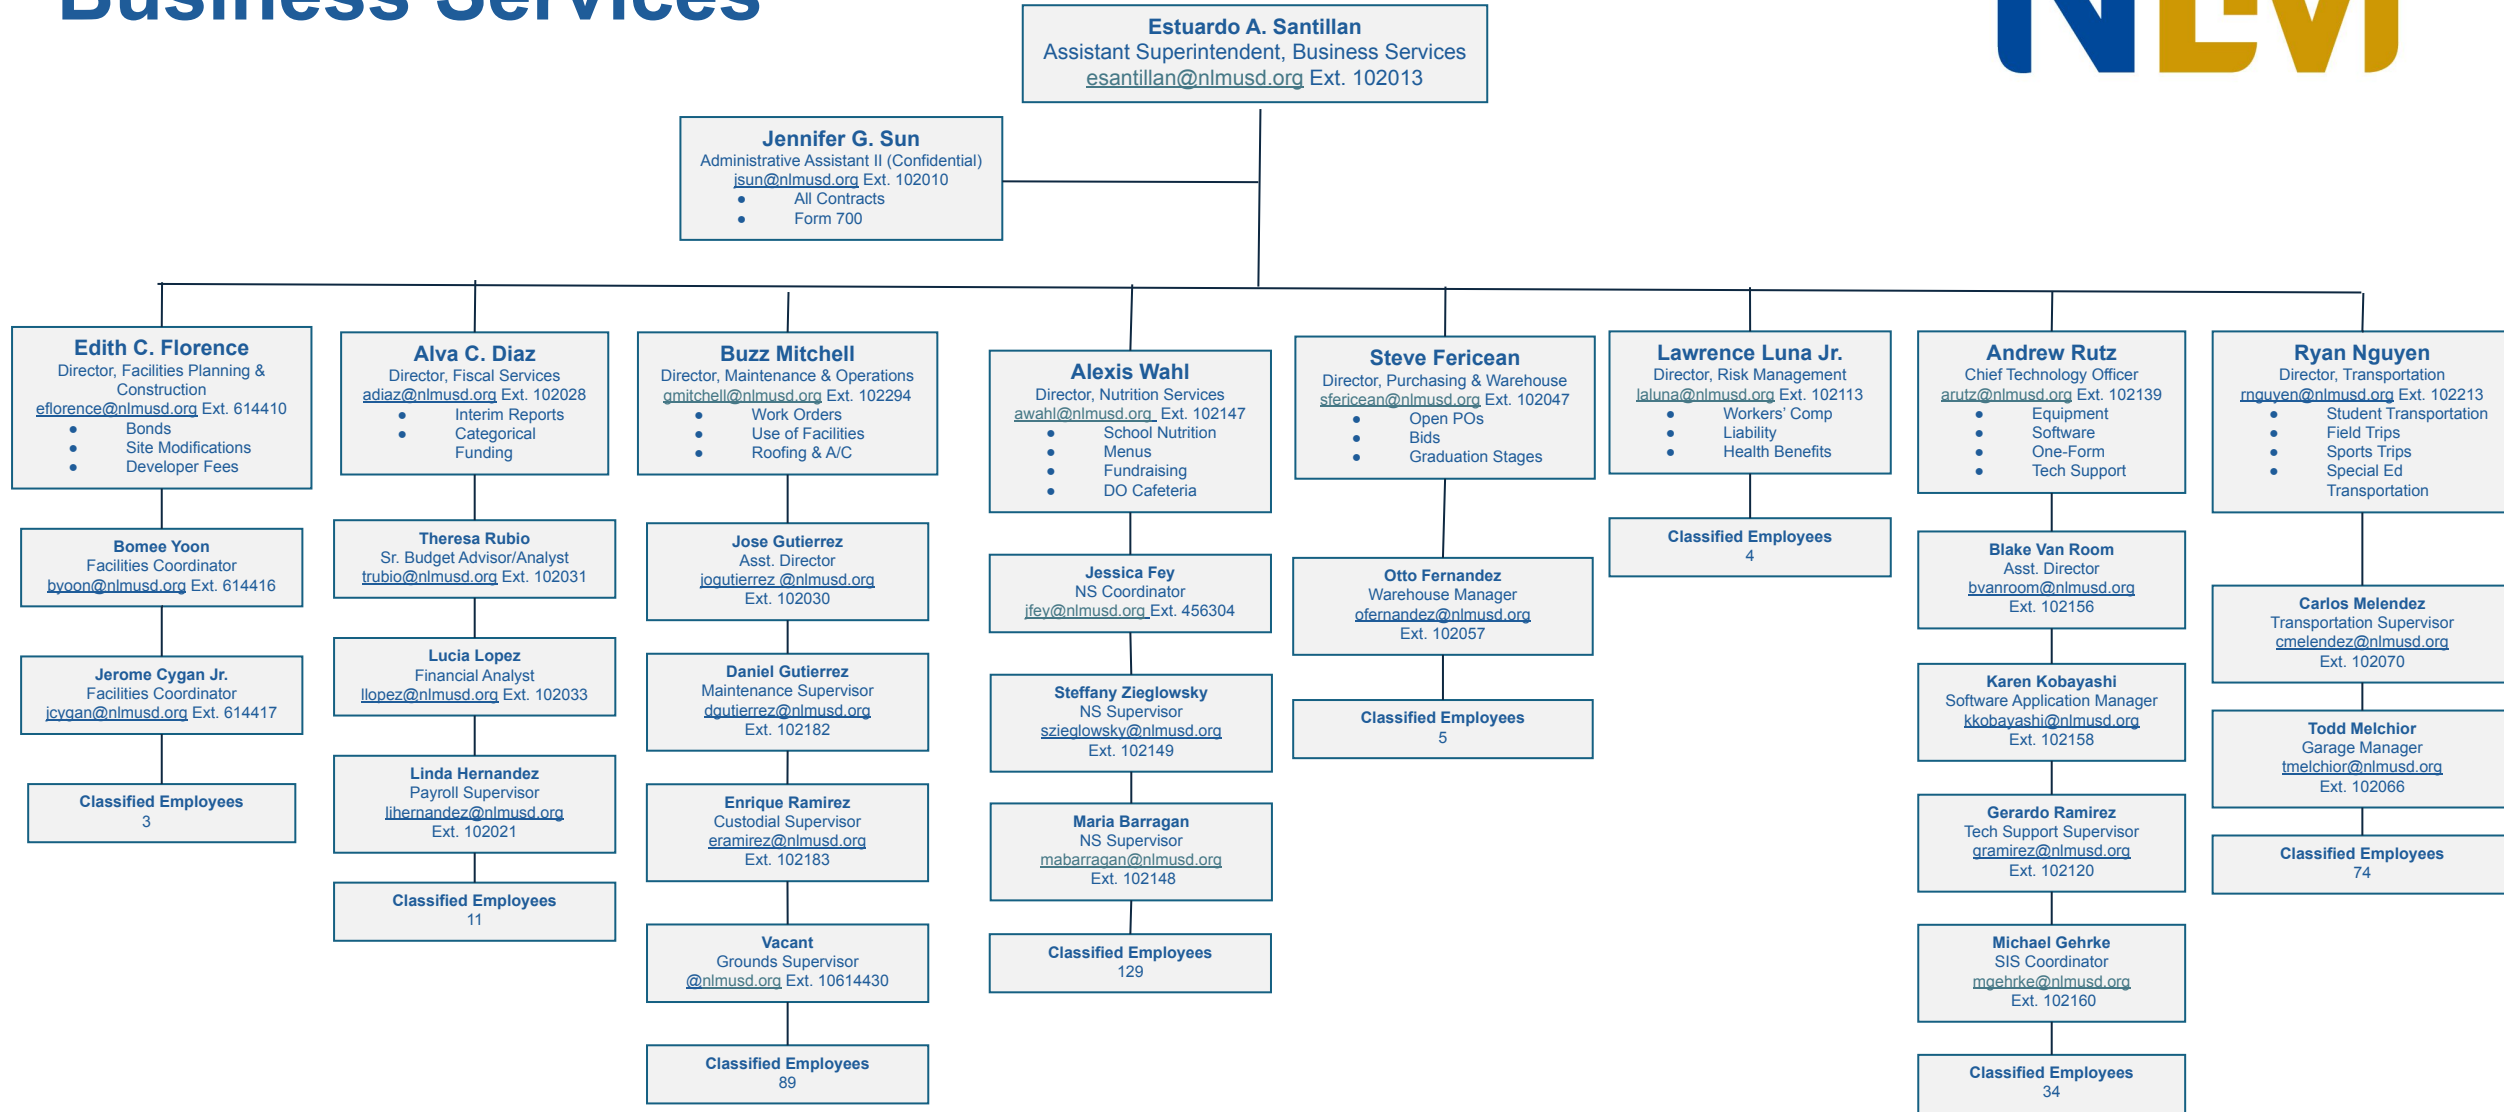 Business Services
NLM
Estuardo A. Santillan
Assistant Superintendent, Business Services
esantillan@nlmusd.org Ext. 102013
Jennifer G. Sun
Administrative Assistant II (Confidential)
jsun@nlmusd.org Ext. 102010
● All Contracts
● Form 700
Edith C. Florence
Director, Facilities Planning &
Construction
eflorence@nlmusd.org Ext. 614410
● Bonds
● Site Modifications
● Developer Fees
Bomee Yoon
Facilities Coordinator
byoon@nlmusd.org Ext. 614416
Jerome Cygan Jr.
Facilities Coordinator
jcygan@nlmusd.org Ext. 614417
Classified Employees
3
Alva C. Diaz
Director, Fiscal Services
adiaz@nlmusd.org Ext. 102028
● Interim Reports
● Categorical
Funding
Theresa Rubio
Sr. Budget Advisor/Analyst
trubio@nlmusd.org Ext. 102031
Lucia Lopez
Financial Analyst
llopez@nlmusd.org Ext. 102033
Linda Hernandez
Payroll Supervisor
lihernandez@nlmusd.org
Ext. 102021
Classified Employees
11
Buzz Mitchell
Director, Maintenance & Operations
gmitchell@nlmusd.org Ext. 102294
● Work Orders
● Use of Facilities
● Roofing & A/C
Jose Gutierrez
Asst. Director
jogutierrez @nlmusd.org
Ext. 102030
Daniel Gutierrez
Maintenance Supervisor
dgutierrez@nlmusd.org
Ext. 102182
Enrique Ramirez
Custodial Supervisor
eramirez@nlmusd.org
Ext. 102183
Vacant
Grounds Supervisor
@nlmusd.org Ext. 10614430
Classified Employees
89
Alexis Wahl
Director, Nutrition Services
awahl@nlmusd.org Ext. 102147
● School Nutrition
● Menus
● Fundraising
● DO Cafeteria
Jessica Fey
NS Coordinator
jfey@nlmusd.org Ext. 456304
Steffany Zieglowsky
NS Supervisor
szieglowsky@nlmusd.org
Ext. 102149
Maria Barragan
NS Supervisor
mabarragan@nlmusd.org
Ext. 102148
Classified Employees
129
Steve Fericean
Director, Purchasing & Warehouse
sfericean@nlmusd.org Ext. 102047
● Open POs
● Bids
● Graduation Stages
Otto Fernandez
Warehouse Manager
ofernandez@nlmusd.org
Ext. 102057
Classified Employees
5
Lawrence Luna Jr.
Director, Risk Management
laluna@nlmusd.org Ext. 102113
● Workers' Comp
● Liability
● Health Benefits
Classified Employees
4
Andrew Rutz
Chief Technology Officer
arutz@nlmusd.org Ext. 102139
● Equipment
● Software
● One-Form
● Tech Support
Blake Van Room
Asst. Director
bvanroom@nlmusd.org
Ext. 102156
Karen Kobayashi
Software Application Manager
kkobayashi@nlmusd.org
Ext. 102158
Gerardo Ramirez
Tech Support Supervisor
gramirez@nlmusd.org
Ext. 102120
Michael Gehrke
SIS Coordinator
mgehrke@nlmusd.org
Ext. 102160
Classified Employees
34
Ryan Nguyen
Director, Transportation
rnguyen@nlmusd.org Ext. 102213
● Student Transportation
● Field Trips
● Sports Trips
● Special Ed
Transportation
Carlos Melendez
Transportation Supervisor
cmelendez@nlmusd.org
Ext. 102070
Todd Melchior
Garage Manager
tmelchior@nlmusd.org
Ext. 102066
Classified Employees
74